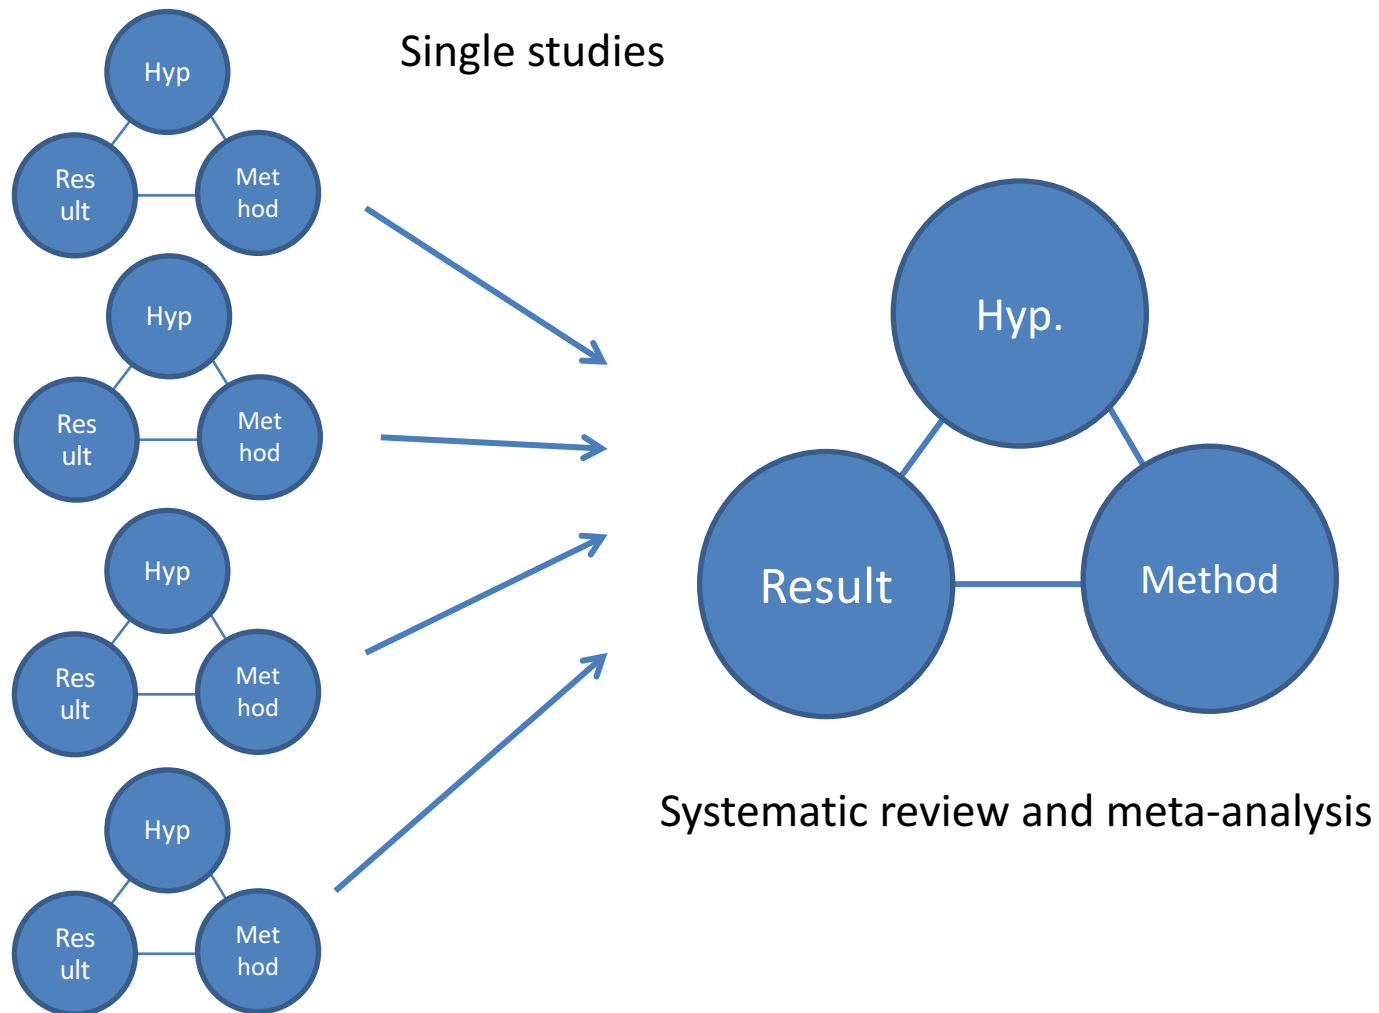 Single studies
Hyp
Res
ult
Met
hod
Hyp
Res
ult
Met
hod
Hyp
Res
ult
Met
hod
Hyp
Res
ult
Met
hod
Hyp.
Result
Method
Systematic review and meta-analysis